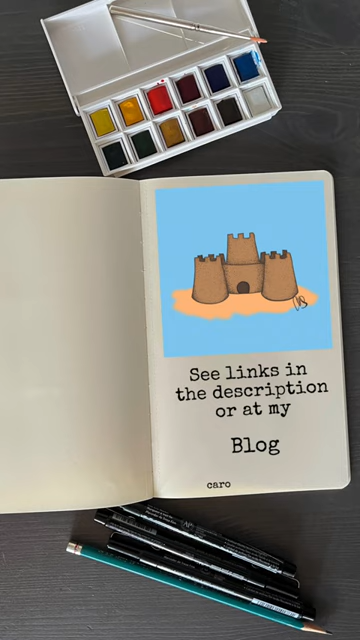 See links in
the description
or at my
Blog
caro